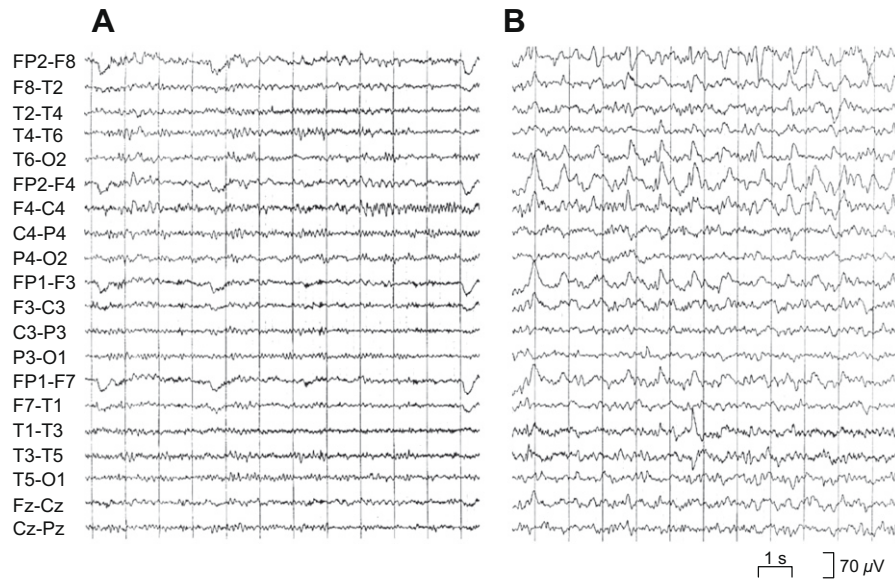 A B
FP2-F8
F8-T2
T2-T4
T4-T6
T6-O2
FP2-F4
F4-C4
C4-P4
P4-O2
FP1-F3
F3-C3
C3-P3
P3-O1
FP1-F7
F7-T1
T1-T3
T3-T5
T5-O1
Fz-Cz
Cz-Pz
1 s
70 µV